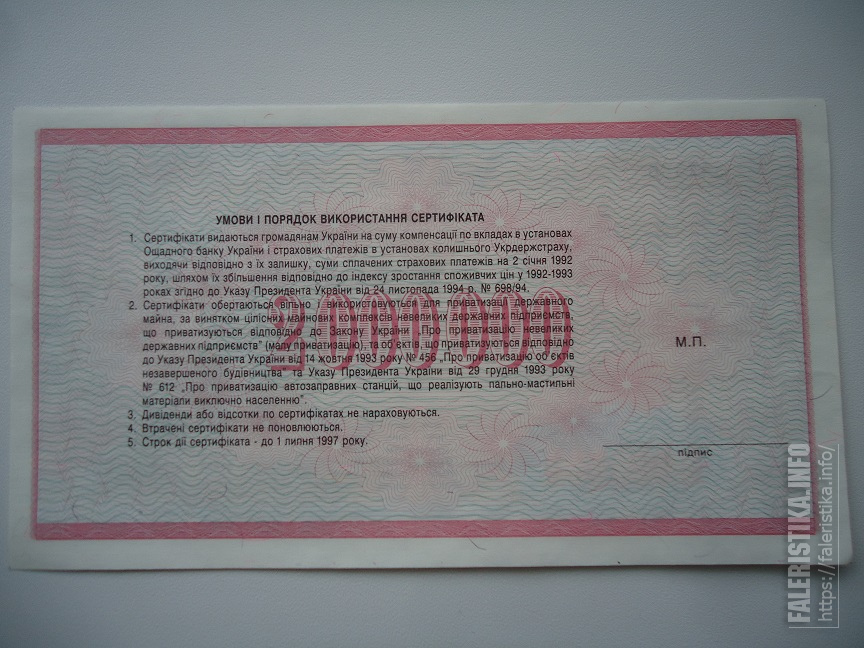 УМОВИ І ПОРЯДОК ВИКОРИСТАННЯ СЕРТИФІКАТА
1. Сертифікати видаються громадянам України на суму компенсації по вкладах в установах
Ощадного банку України і страхових платежів в установах колишнього Укрдержстраху,
виходячи відповідно з їх залишку, суми сплачених страхових платежів на 2 січня 1992
року, шляхом їх збільшення відповідно до індексу зростання споживчих цін у 1992-1993
роках згідно до Указу Президента України від 24 листопада 1994 р. № 698/94.
2. Сертифікати обертаються вільно і використовуються для приватизації державного
майна, за винятком цілісних майнових комплексів невеликих державних підприємств,
що приватизуються відповідно до Закону України „Про приватизацію невеликих
державних підприємств" (малу приватизацію), та об'єкти, що приватизуються відповідно
до Указу Президента України від 14 жовтня 1993 року № 456 „Про приватизацію об'єктів
незавершеного будівництва" та Указу Президента України від 29 грудня 1993 року
№ 612 „Про приватизацію автозаправних станцій, що реалізують пально-мастильні
матеріали виключно населенню".
3. Дивіденди або відсотки по сертифікатах не нараховуються.
4. Втрачені сертифікати не поновлюються.
5. Строк дії сертифіката - до 1 липня 1997 року.
2000000
М.П.
підпис
FALERISTIKA.INFO
https://faleristika.info/